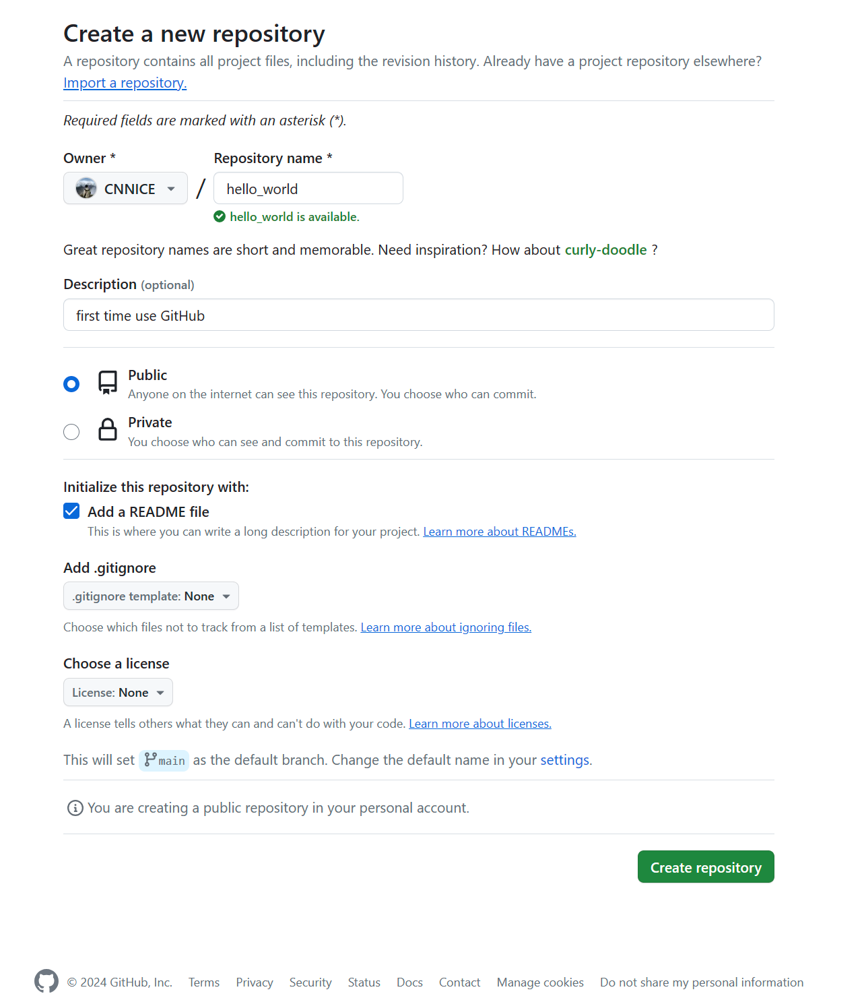 Create a new repository
A repository contains all project files, including the revision history. Already have a project repository elsewhere?
Import a repository.
Required fields are marked with an asterisk (*).
Owner * Repository name *
CNNICE / hello_world
hello_world is available.
Great repository names are short and memorable. Need inspiration? How about curly-doodle ?
Description (optional)
first time use GitHub
Public
Anyone on the internet can see this repository. You choose who can commit.
Private
You choose who can see and commit to this repository.
Initialize this repository with:
Add a README file
This is where you can write a long description for your project. Learn more about READMEs.
Add .gitignore
.gitignore template: None
Choose which files not to track from a list of templates. Learn more about ignoring files.
Choose a license
License: None
A license tells others what they can and can't do with your code. Learn more about licenses.
This will set main as the default branch. Change the default name in your settings.
You are creating a public repository in your personal account.
Create repository
© 2024 GitHub, Inc. Terms Privacy Security Status Docs Contact Manage cookies Do not share my personal information